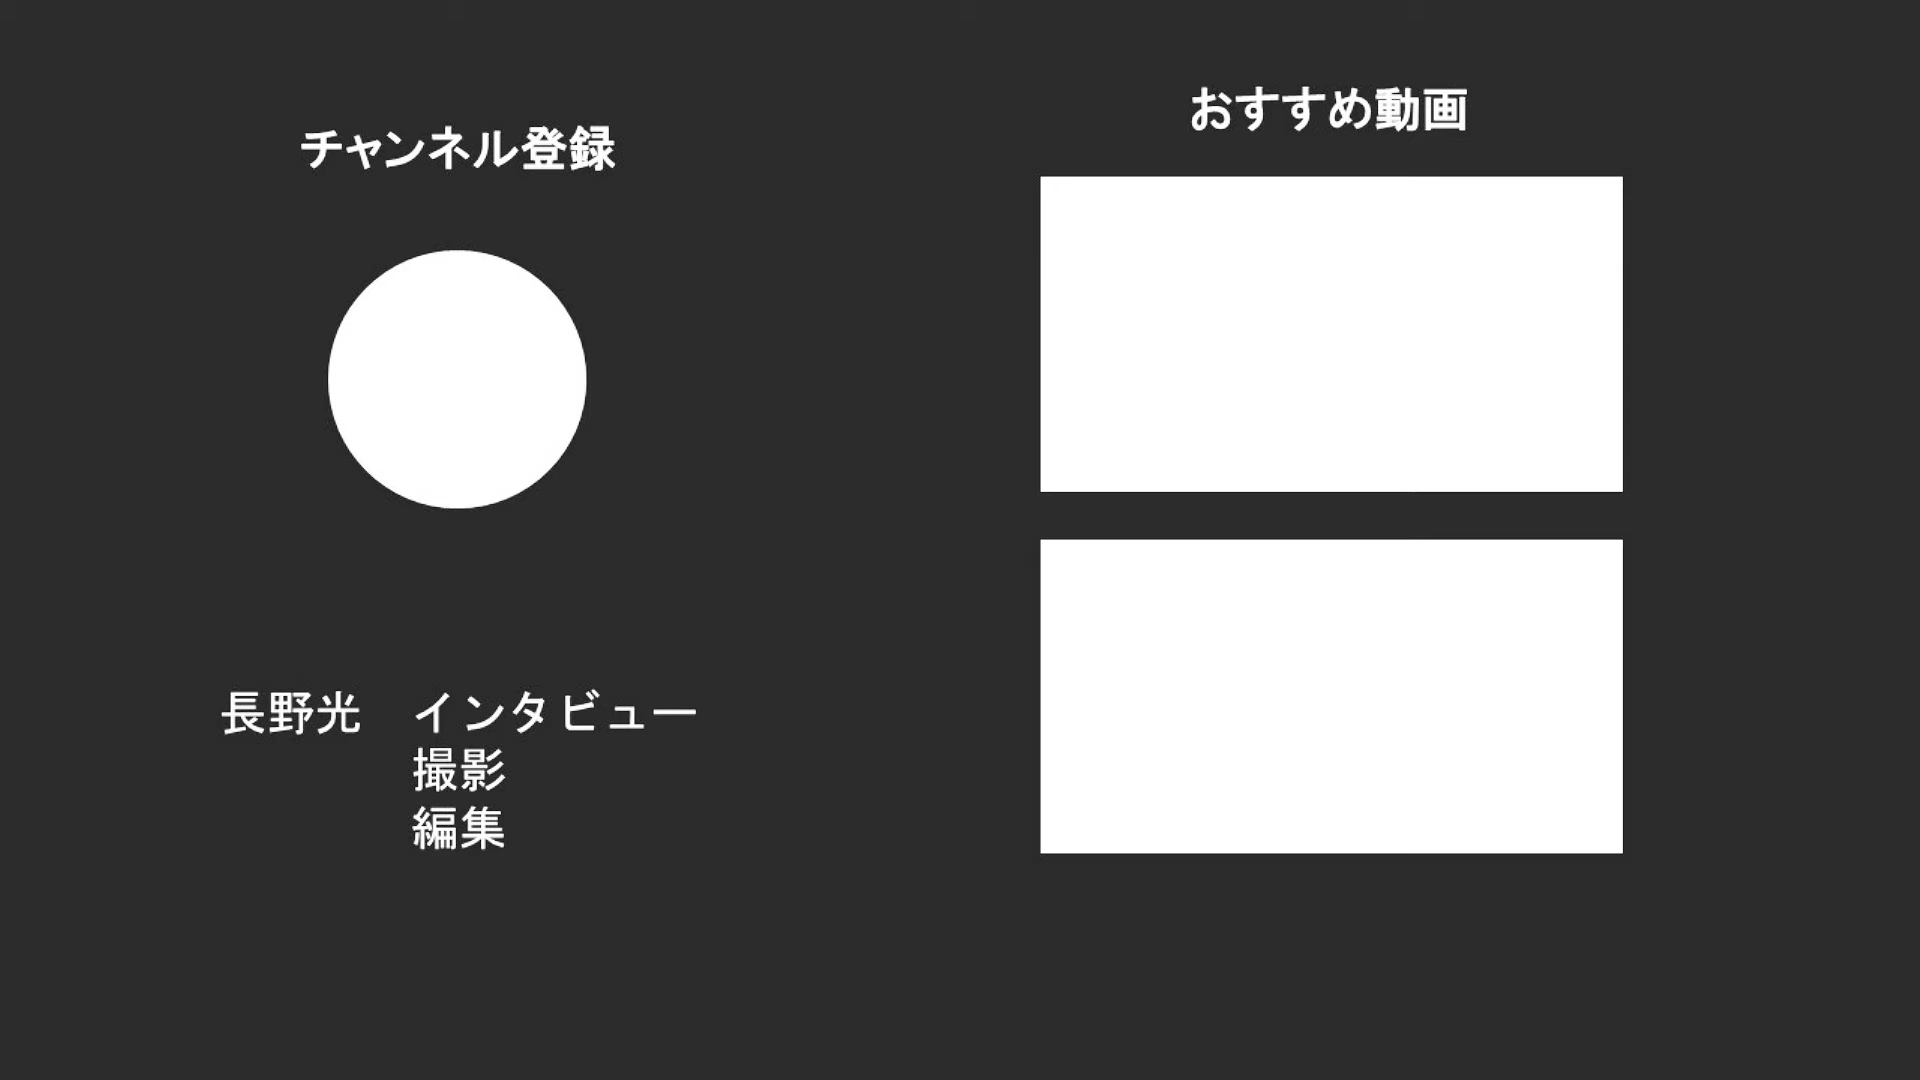 チャンネル登録
おすすめ動画
長野光　インタビュー
撮影
編集